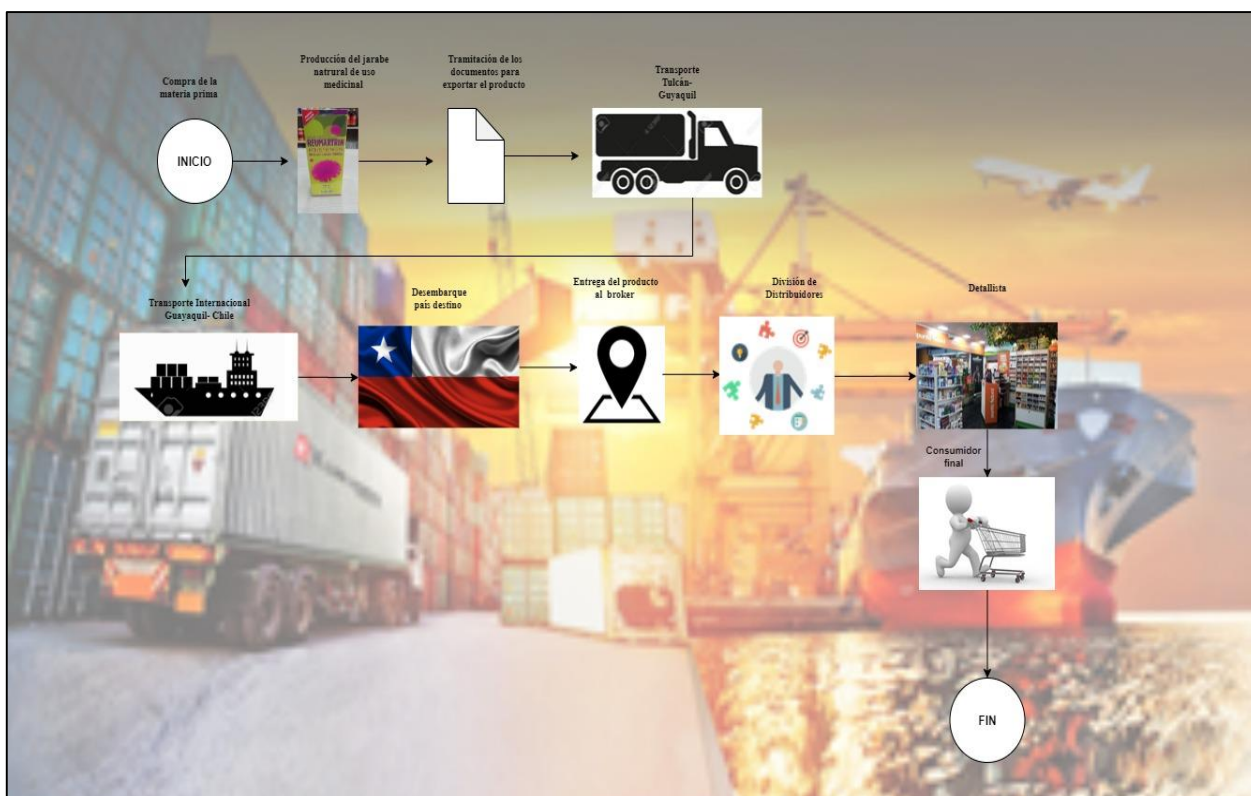 Compra de la
materia prima
INICIO
Producción del jarabe
natrural de uso
medicinal
REUMARTRIN
Tramitación de los
documentos para
exportar el producto
Transporte
Tulcán-
Guyaquil
Transporte Internacional
Guayaquil- Chile
Desembarque
país destino
Entrega del producto
al broker
División de
Distribuidores
Detallista
Consumidor
final
FIN